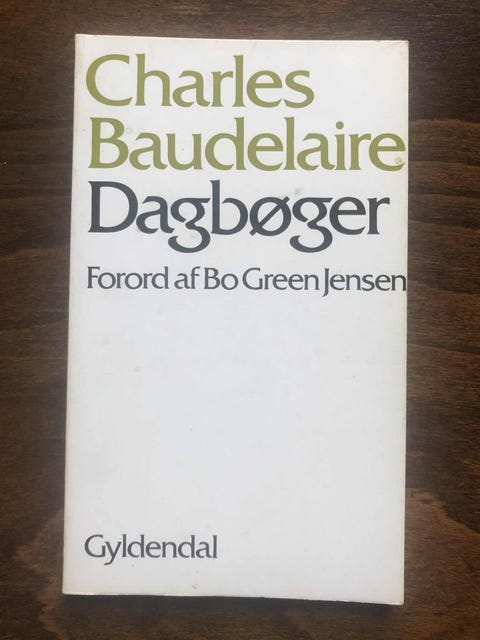 Charles
Baudelaire
Dagbøger
Forord af Bo Green Jensen
Gyldendal